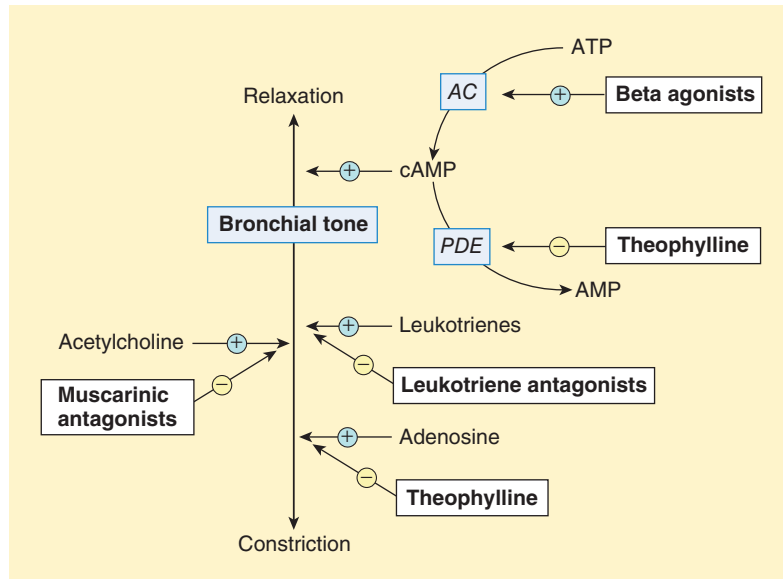 ATP
AC
+
Beta agonists
Relaxation
+
cAMP
Bronchial tone
PDE
−
Theophylline
AMP
Acetylcholine
+
+
Leukotrienes
−
Muscarinic
antagonists
−
Leukotriene antagonists
+
Adenosine
−
Theophylline
Constriction